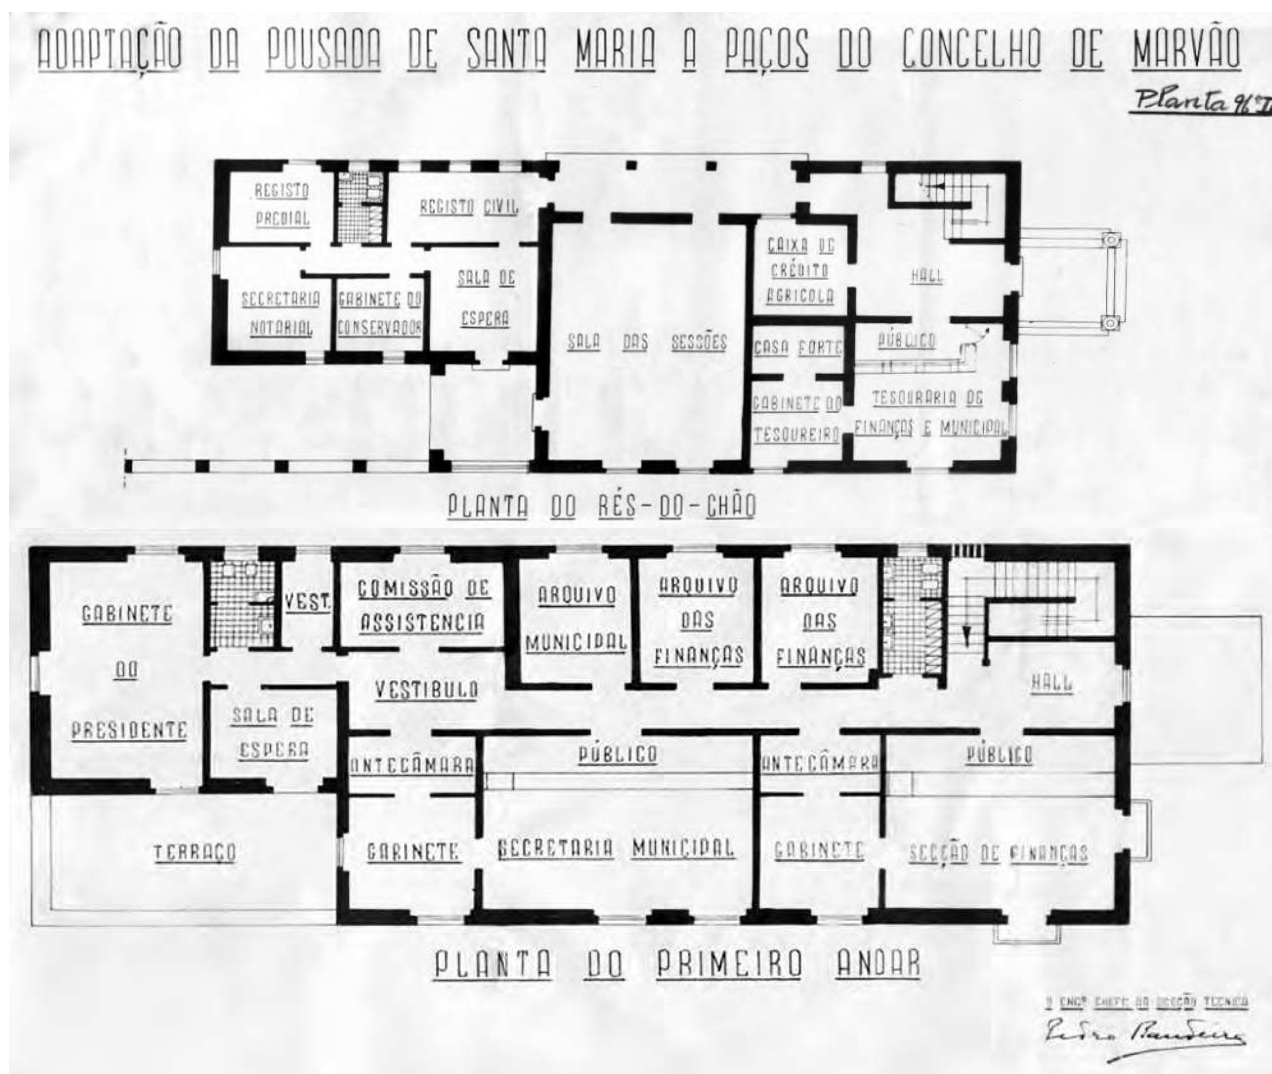 ADAPTAÇÃO DA POUSADA DE SANTA MARIA A PAÇOS DO CONCELHO DE MARVÃO
Planta
REGISTO
PREDIAL
REGISTO CIVIL
SECRETARIA
NOTARIAL
GABINETE DO
CONSERVADOR
SALA DE
ESPERA
SALA DAS SESSÕES
CAIXA DE
CRÉDITO
AGRICOLA
HALL
CASA FORTE
PÚBLICO
GABINETE DO
TESOUREIRO
TESOURARIA DE
FINANÇAS E MUNICIPAL
PLANTA DO RÉS-DO-CHÃO
GABINETE
DO
PRESIDENTE
VEST.
COMISSÃO DE
ASSISTENCIA
ARQUIVO
MUNICIPAL
ARQUIVO
DAS
FINANÇAS
ARQUIVO
DAS
FINANÇAS
SALA DE
ESPERA
VESTIBULO
HALL
ANTECÂMARA
PÚBLICO
ANTECÂMARA
PÚBLICO
TERRAÇO
GABINETE
SECRETARIA MUNICIPAL
GABINETE
SECÇÃO DE FINANÇAS
PLANTA DO PRIMEIRO ANDAR
O ENGº CHEFE DA SECÇÃO TECNICA
Pedro Bandeira